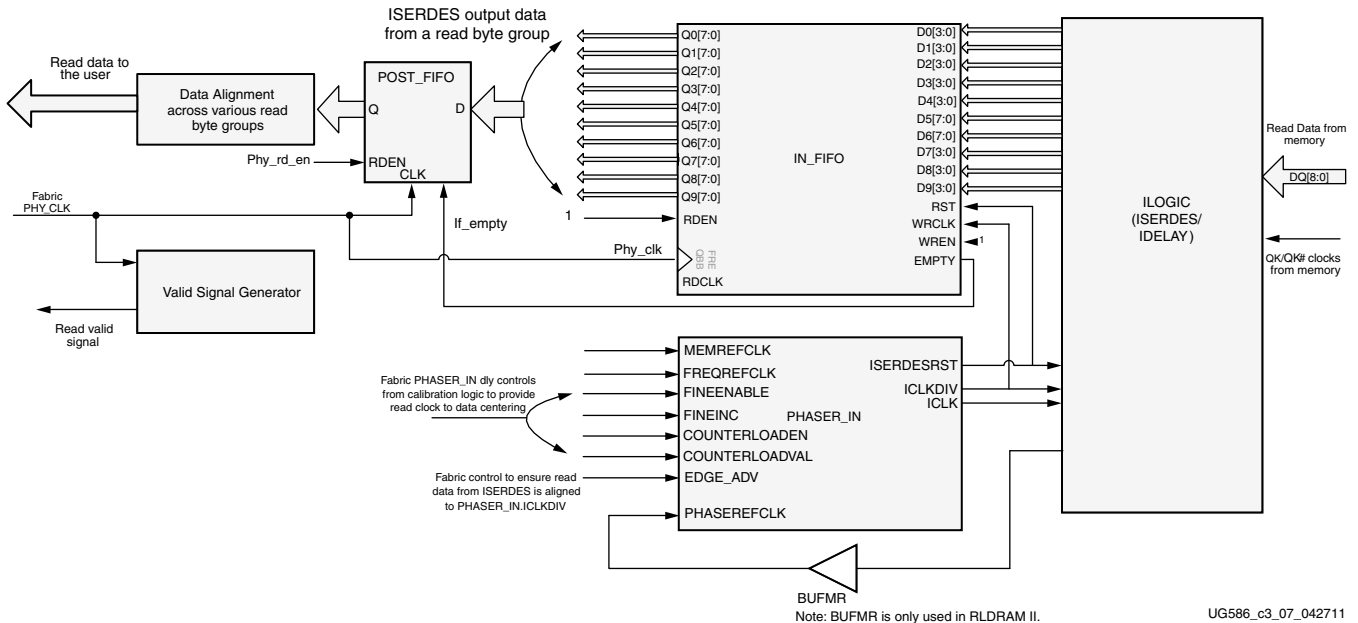 ISERDES output data
from a read byte group
Read data to
the user
Data Alignment
across various read
byte groups
POST_FIFO
Q
D
RDEN
CLK
Phy_rd_en
Fabric
PHY_CLK
If_empty
Valid Signal Generator
Read valid
signal
Q0[7:0]
Q1[7:0]
Q2[7:0]
Q3[7:0]
Q4[7:0]
Q5[7:0]
Q6[7:0]
Q7[7:0]
Q8[7:0]
Q9[7:0]
1
RDEN
Phy_clk
FRE
QBB
RDCLK
IN_FIFO
D0[3:0]
D1[3:0]
D2[3:0]
D3[3:0]
D4[3:0]
D5[7:0]
D6[7:0]
D7[3:0]
D8[3:0]
D9[3:0]
RST
WRCLK
WREN
1
EMPTY
ILOGIC
(ISERDES/
IDELAY)
Read Data from
memory
DQ[8:0]
QK/QK# clocks
from memory
Fabric PHASER_IN dly controls
from calibration logic to provide
read clock to data centering
Fabric control to ensure read
data from ISERDES is aligned
to PHASER_IN.ICLKDIV
MEMREFCLK
FREQREFCLK
FINEENABLE
FINEINC
COUNTERLOADEN
COUNTERLOADVAL
EDGE_ADV
PHASEREFCLK
PHASER_IN
ISERDESRST
ICLKDIV
ICLK
BUFMR
Note: BUFMR is only used in RLDRAM II.
UG586_c3_07_042711